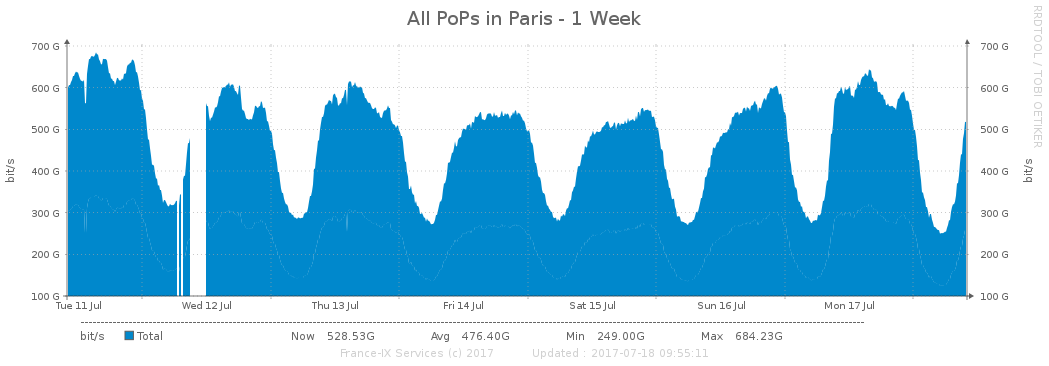 All PoPs in Paris - 1 Week
RRDTOOL / TOBI OETIKER
700 G 700 G
600 G 600 G
500 G 500 G
400 G 400 G
300 G 300 G
200 G 200 G
100 G 100 G
bit/s bit/s
Tue 11 Jul Wed 12 Jul Thu 13 Jul Fri 14 Jul Sat 15 Jul Sun 16 Jul Mon 17 Jul
bit/s Total Now 528.53G Avg 476.40G Min 249.00G Max 684.23G
France-IX Services (c) 2017 Updated : 2017-07-18 09:55:11